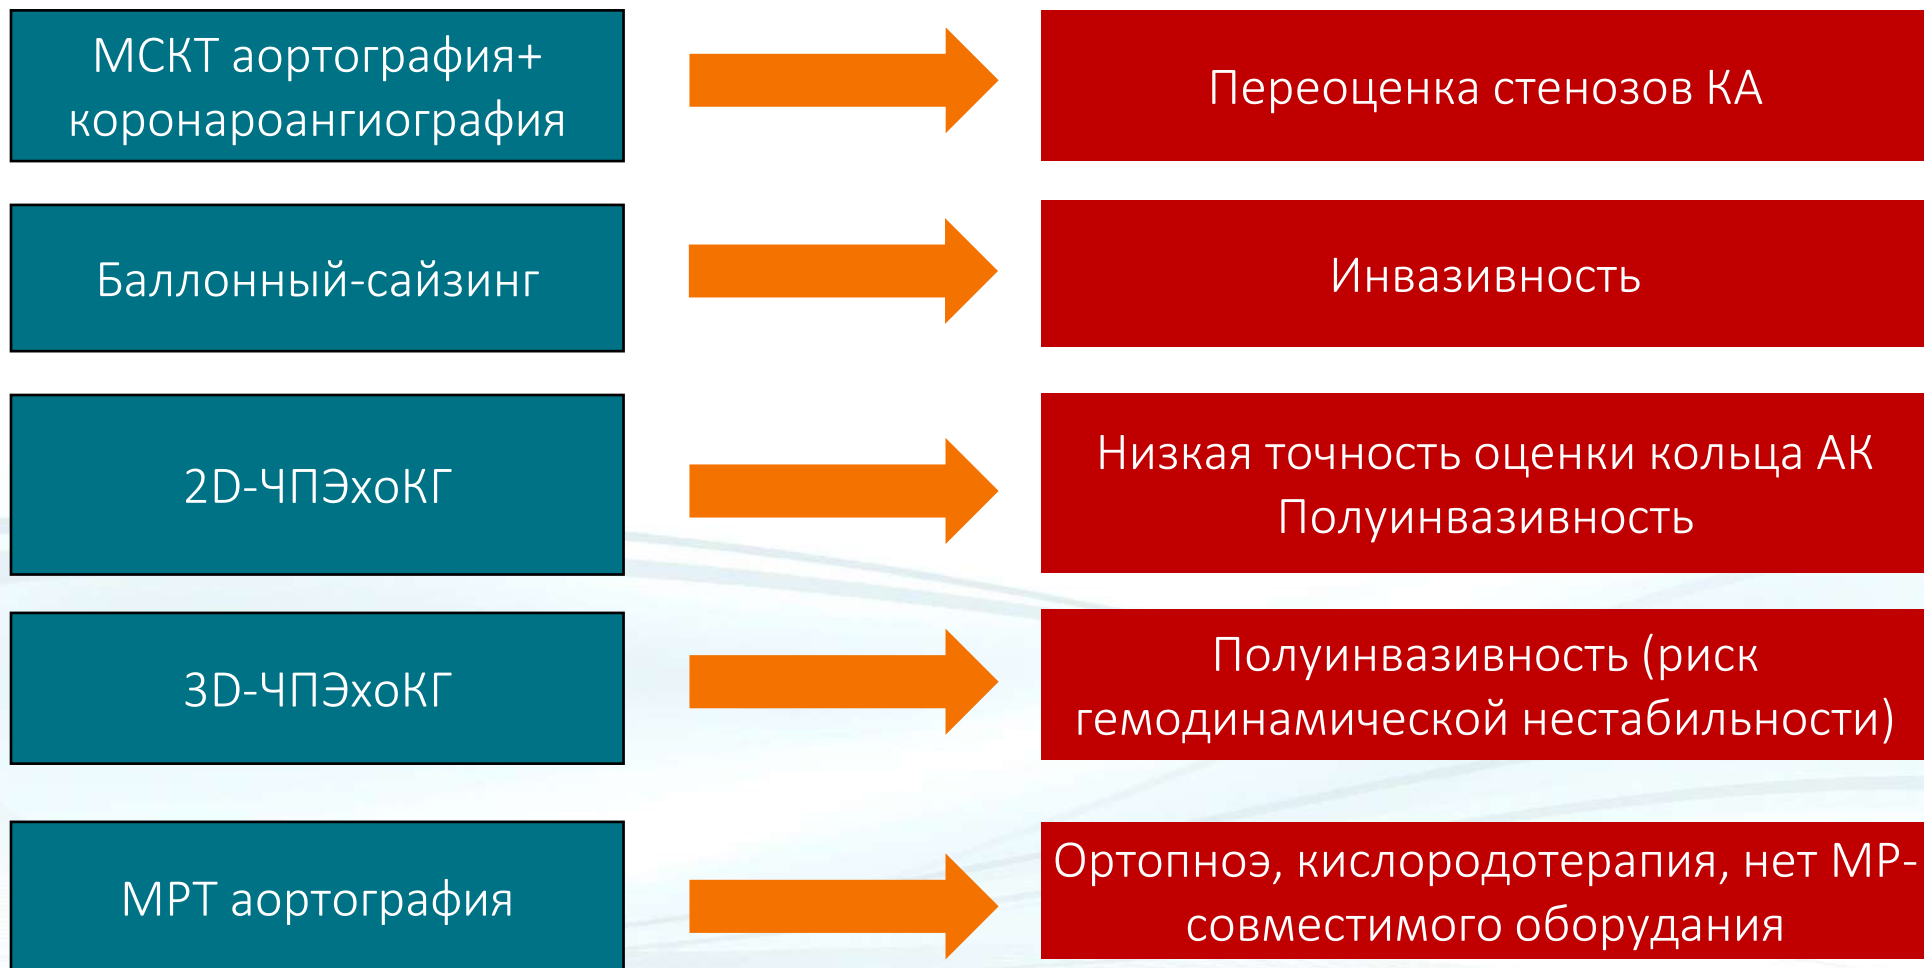 МСКТ аортография+
коронароангиография
Переоценка стенозов КА
Баллонный-сайзинг
Инвазивность
2D-ЧПЭхоКГ
Низкая точность оценки кольца АК
Полуинвазивность
3D-ЧПЭхоКГ
Полуинвазивность (риск
гемодинамической нестабильности)
МРТ аортография
Ортопноэ, кислородотерапия, нет МР-
совместимого оборудания